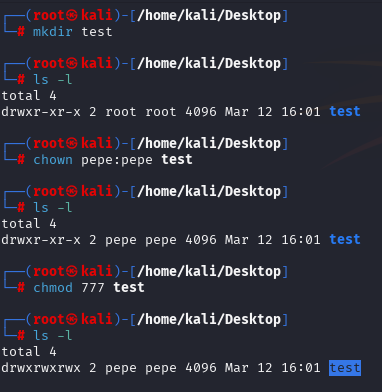 ┌──(root㉿kali)-[/home/kali/Desktop]
└─# mkdir test
┌──(root㉿kali)-[/home/kali/Desktop]
└─# ls -l
total 4
drwxr-xr-x 2 root root 4096 Mar 12 16:01 test
┌──(root㉿kali)-[/home/kali/Desktop]
└─# chown pepe:pepe test
┌──(root㉿kali)-[/home/kali/Desktop]
└─# ls -l
total 4
drwxr-xr-x 2 pepe pepe 4096 Mar 12 16:01 test
┌──(root㉿kali)-[/home/kali/Desktop]
└─# chmod 777 test
┌──(root㉿kali)-[/home/kali/Desktop]
└─# ls -l
total 4
drwxrwxrwx 2 pepe pepe 4096 Mar 12 16:01 test